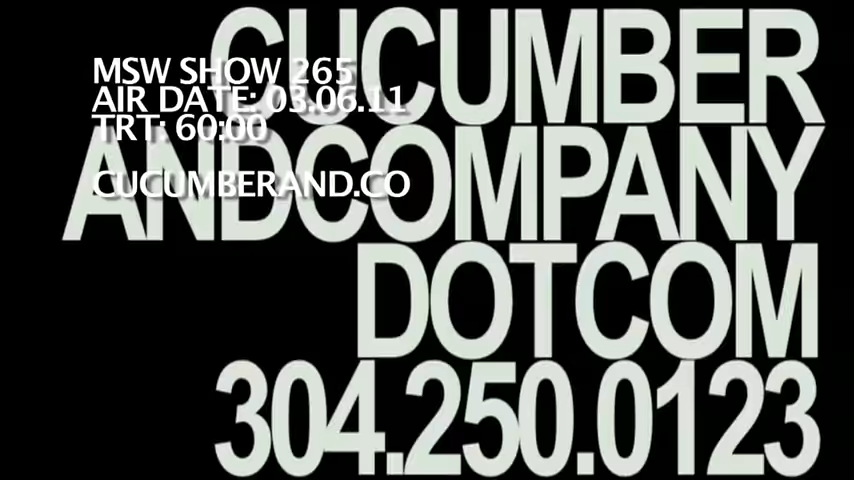 CUCUMBER
ANDCOMPANY
DOTCOM
304.250.0123
MSW SHOW 265
AIR DATE: 03.06.11
TRT: 60:00
CUCUMBERAND.CO